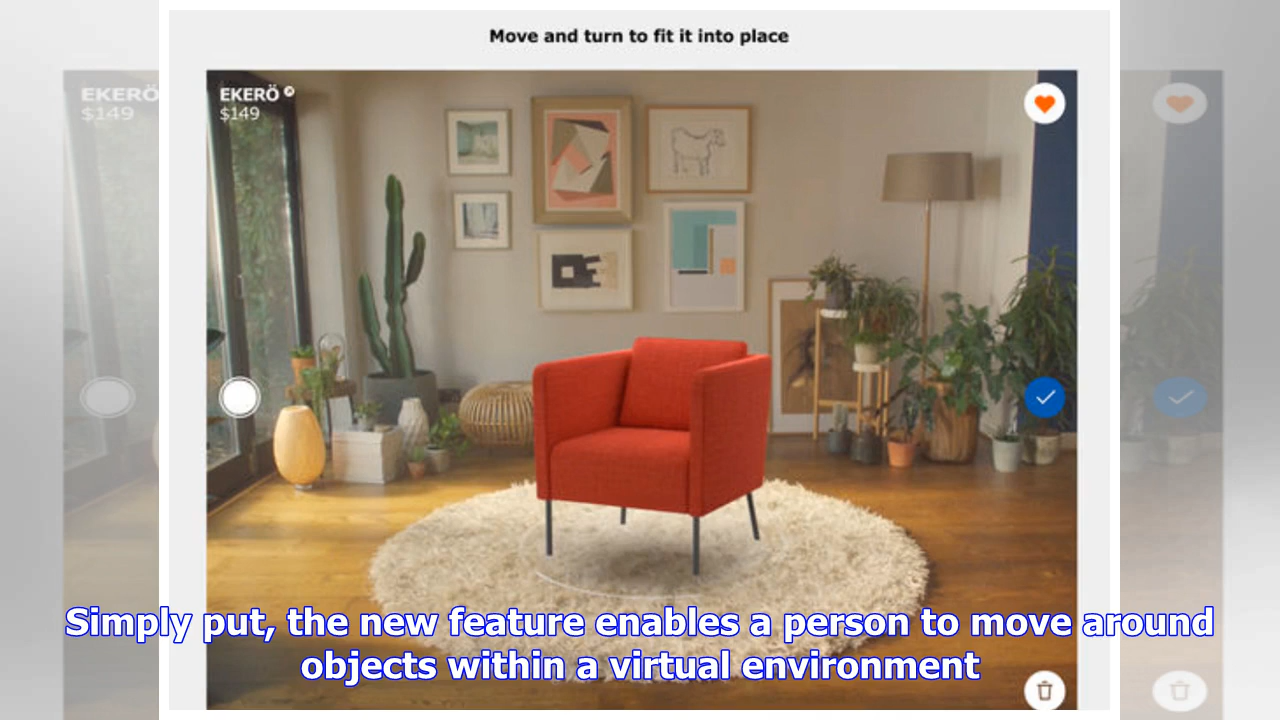 Move and turn to fit it into place
EKERÖ
$149
EKERÖ
$149
Simply put, the new feature enables a person to move around
objects within a virtual environment